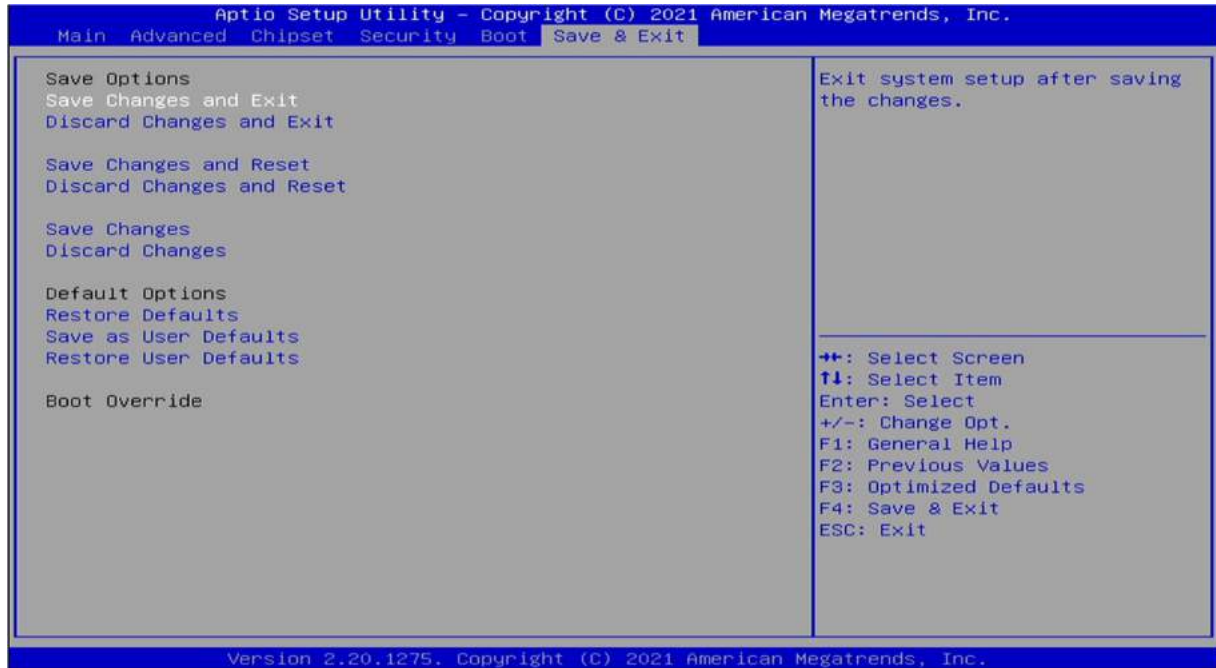 Aptio Setup Utility – Copyright (C) 2021 American Megatrends, Inc.
Main Advanced Chipset Security Boot Save & Exit
Save Options
Save Changes and Exit
Discard Changes and Exit
Save Changes and Reset
Discard Changes and Reset
Save Changes
Discard Changes
Default Options
Restore Defaults
Save as User Defaults
Restore User Defaults
Boot Override
Exit system setup after saving
the changes.
→←: Select Screen
↑↓: Select Item
Enter: Select
+/-: Change Opt.
F1: General Help
F2: Previous Values
F3: Optimized Defaults
F4: Save & Exit
ESC: Exit
Version 2.20.1275. Copyright (C) 2021 American Megatrends, Inc.